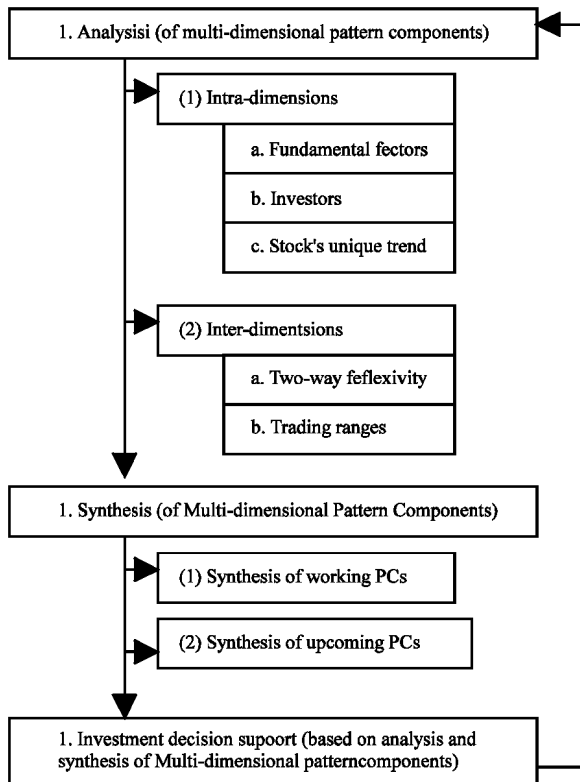 1. Analysisi (of multi-dimensional pattern components)
(1) Intra-dimensions
a. Fundamental fectors
b. Investors
c. Stock's unique trend
(2) Inter-dimentsions
a. Two-way feflexivity
b. Trading ranges
1. Synthesis (of Multi-dimensional Pattern Components)
(1) Synthesis of working PCs
(2) Synthesis of upcoming PCs
1. Investment decision supoort (based on analysis and
synthesis of Multi-dimensional patterncomponents)